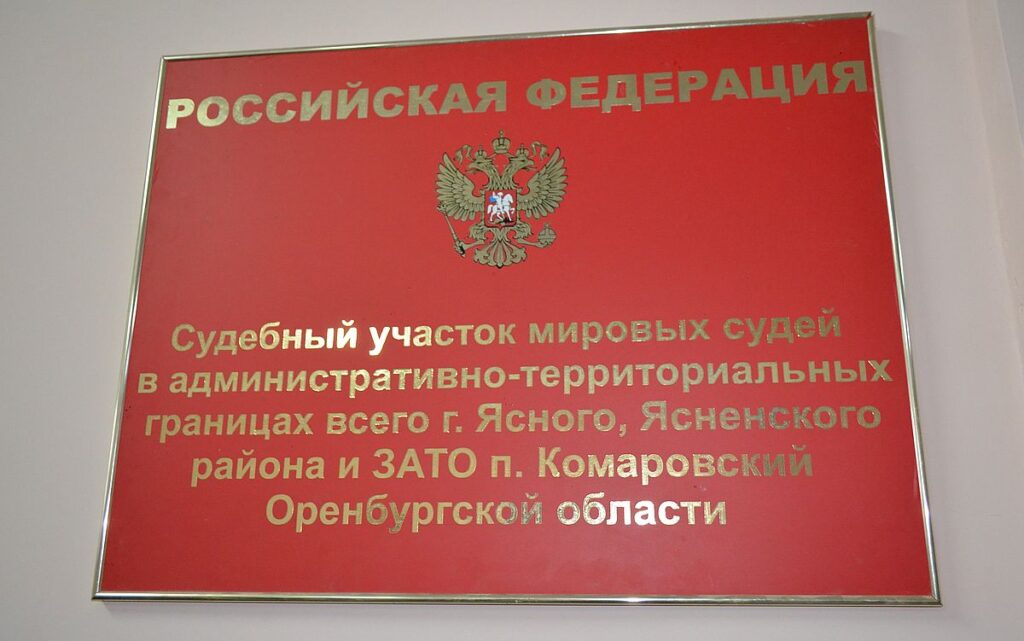 РОССИЙСКАЯ ФЕДЕРАЦИЯ
Судебный участок мировых судей
в административно-территориальных
границах всего г. Ясного, Ясненского
района и ЗАТО п. Комаровский
Оренбургской области